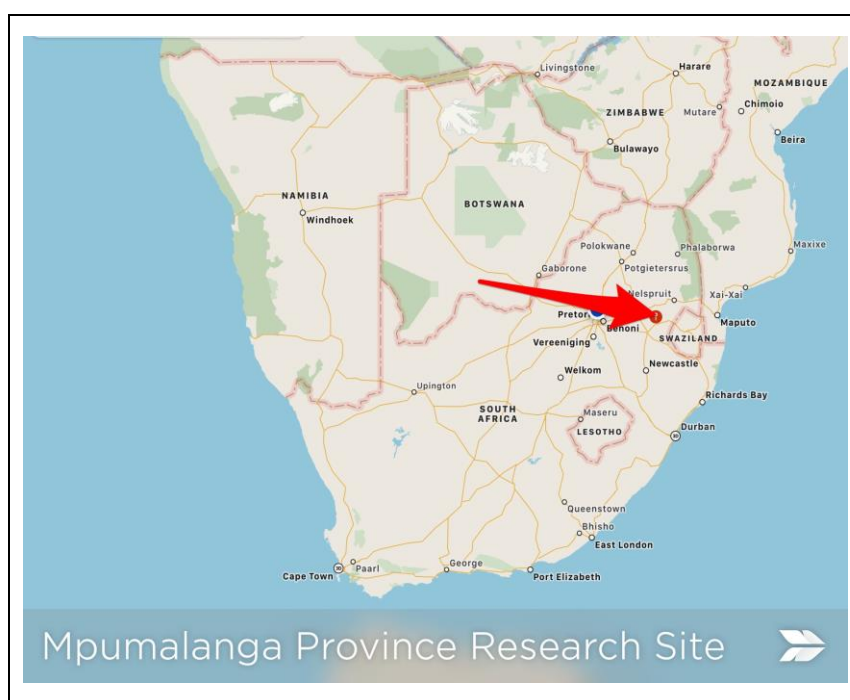 Livingstone
Harare
MOZAMBIQUE
Chimoio
ZIMBABWE
Mutare
Beira
Bulawayo
NAMIBIA
Windhoek
BOTSWANA
Polokwane
Phalaborwa
Maxixe
Gaborone
Potgietersrus
Nelspruit
Xai-Xai
Pretor
Benoni
Maputo
SWAZILAND
Vereeniging
Newcastle
Welkom
Upington
Richards Bay
SOUTH
AFRICA
Maseru
LESOTHO
Durban
Queenstown
Bhisho
East London
Cape Town
Paarl
George
Port Elizabeth
Mpumalanga Province Research Site